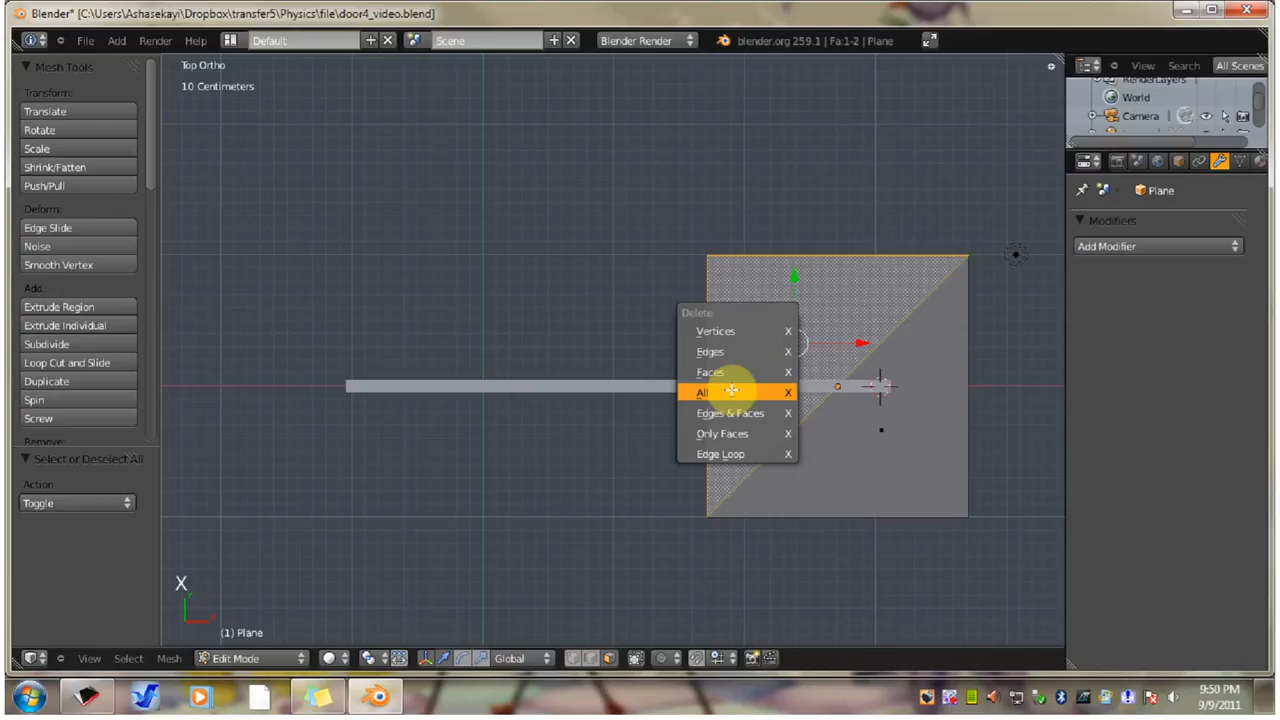 Blender* [C:\Users\Ashasekayi\Dropbox\transfer5\Physics\file\door4_video.blend]
File Add Render Help Default Scene Blender Render blender.org 259.1 | Fa:1-2 | Plane
Mesh Tools
Transform:
Translate
Rotate
Scale
Shrink/Fatten
Push/Pull
Deform:
Edge Slide
Noise
Smooth Vertex
Add:
Extrude Region
Extrude Individual
Subdivide
Loop Cut and Slide
Duplicate
Spin
Screw
Remove:
Select or Deselect All
Action
Toggle
Top Ortho
10 Centimeters
Delete
Vertices X
Edges X
Faces X
All X
Edges & Faces X
Only Faces X
Edge Loop X
X
(1) Plane
View Select Mesh Edit Mode Global
View Search All Scenes
RenderLayers
World
Camera
Plane
Modifiers
Add Modifier
9:50 PM
9/9/2011